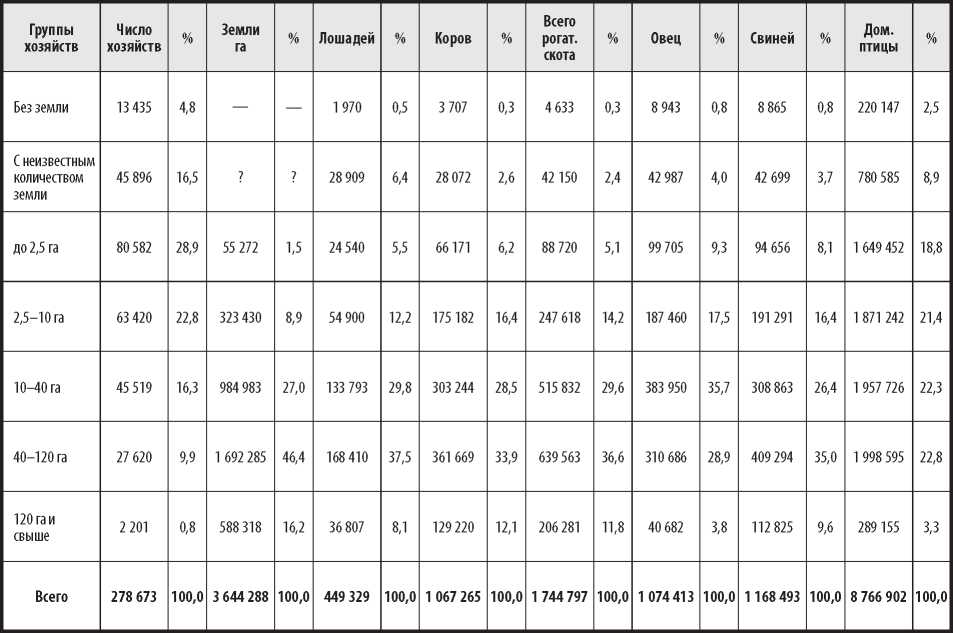 Группы хозяйств Число хозяйств % Земли га % Лошадей % Коров % Всего рогат. скота % Овец % Свиней % Дом. птицы %
Без земли 13 435 4,8 — — 1 970 0,5 3 707 0,3 4 633 0,3 8 943 0,8 8 865 0,8 220 147 2,5
С неизвестным количеством земли 45 896 16,5 ? ? 28 909 6,4 28 072 2,6 42 150 2,4 42 987 4,0 42 699 3,7 780 585 8,9
до 2,5 га 80 582 28,9 55 272 1,5 24 540 5,5 66 171 6,2 88 720 5,1 99 705 9,3 94 656 8,1 1 649 452 18,8
2,5–10 га 63 420 22,8 323 430 8,9 54 900 12,2 175 182 16,4 247 618 14,2 187 460 17,5 191 291 16,4 1 871 242 21,4
10–40 га 45 519 16,3 984 983 27,0 133 793 29,8 303 244 28,5 515 832 29,6 383 950 35,7 308 863 26,4 1 957 726 22,3
40–120 га 27 620 9,9 1 692 285 46,4 168 410 37,5 361 669 33,9 639 563 36,6 310 686 28,9 409 294 35,0 1 998 595 22,8
120 га и свыше 2 201 0,8 588 318 16,2 36 807 8,1 129 220 12,1 206 281 11,8 40 682 3,8 112 825 9,6 289 155 3,3
Всего 278 673 100,0 3 644 288 100,0 449 329 100,0 1 067 265 100,0 1 744 797 100,0 1 074 413 100,0 1 168 493 100,0 8 766 902 100,0